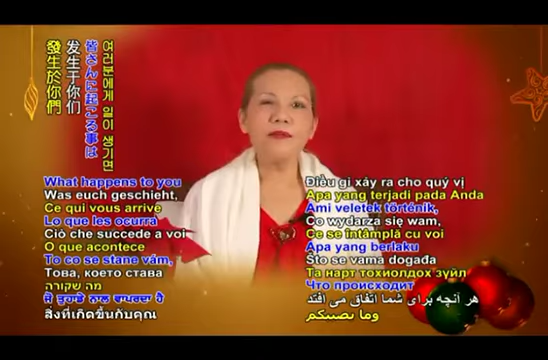 發生於你們
发生于你们
皆さんに起こる事は
여러분에게 일이 생기면
What happens to you
Was euch geschieht,
Ce qui vous arrive
Lo que les ocurra
Ciò che succede a voi
O que acontece
To co se stane vám,
Това, което става
מה שקורה
ਜੋ ਤੁਹਾਡੇ ਨਾਲ ਵਾਪਰਦਾ ਹੈ
สิ่งที่เกิดขึ้นกับคุณ
Điều gì xảy ra cho quý vị
Apa yang terjadi pada Anda
Ami veletek történik,
Co wydarza się wam,
Ce se întâmplă cu voi
Apa yang berlaku
Što se vama događa
Та нарт тохиолдох зүйл
Что происходит
هر آنچه برای شما اتفاق می افتد
وما يصيبكم